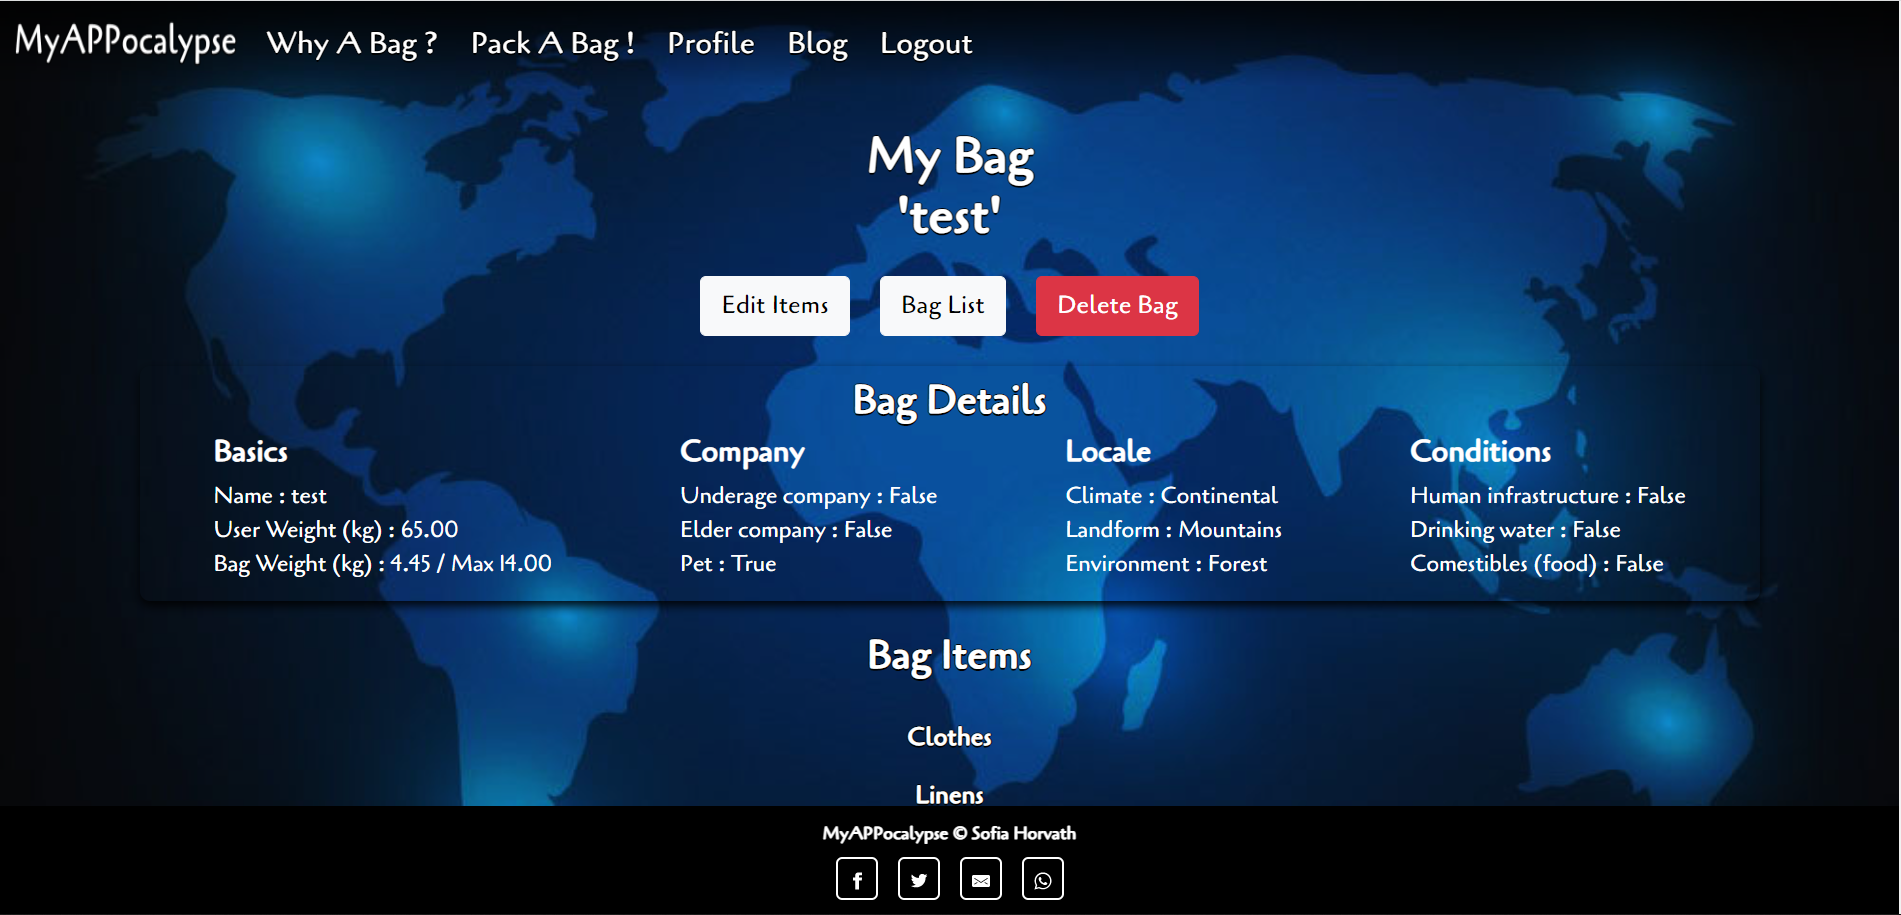 MyAPPocalypse Why A Bag ? Pack A Bag ! Profile Blog Logout
My Bag
'test'
Edit Items Bag List Delete Bag
Bag Details
Basics
Name : test
User Weight (kg) : 65.00
Bag Weight (kg) : 4.45 / Max 14.00
Company
Underage company : False
Elder company : False
Pet : True
Locale
Climate : Continental
Landform : Mountains
Environment : Forest
Conditions
Human infrastructure : False
Drinking water : False
Comestibles (food) : False
Bag Items
Clothes
Linens
MyAPPocalypse © Sofia Horvath